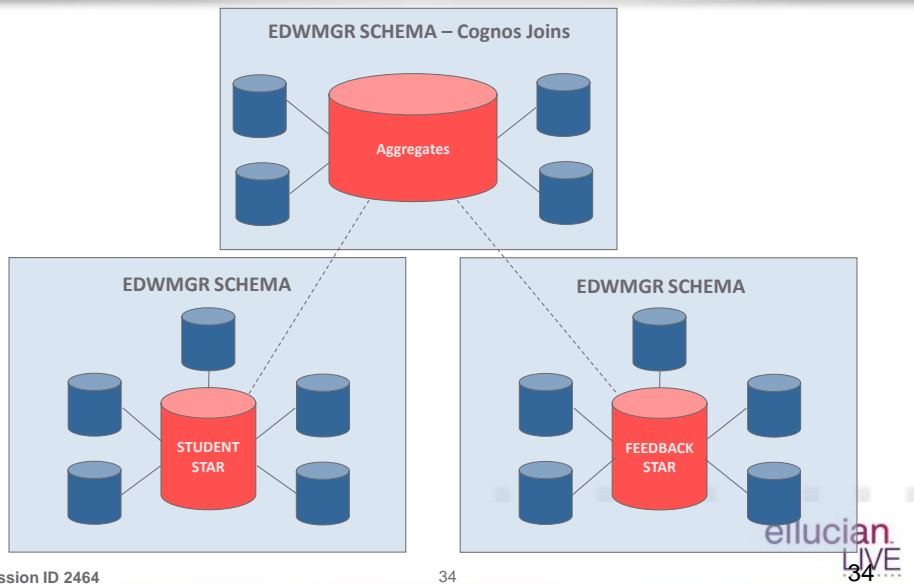 EDWMGR SCHEMA – Cognos Joins
Aggregates
EDWMGR SCHEMA
STUDENT
STAR
EDWMGR SCHEMA
FEEDBACK
STAR
ssion ID 2464
34
ellucian.
LIVE
34